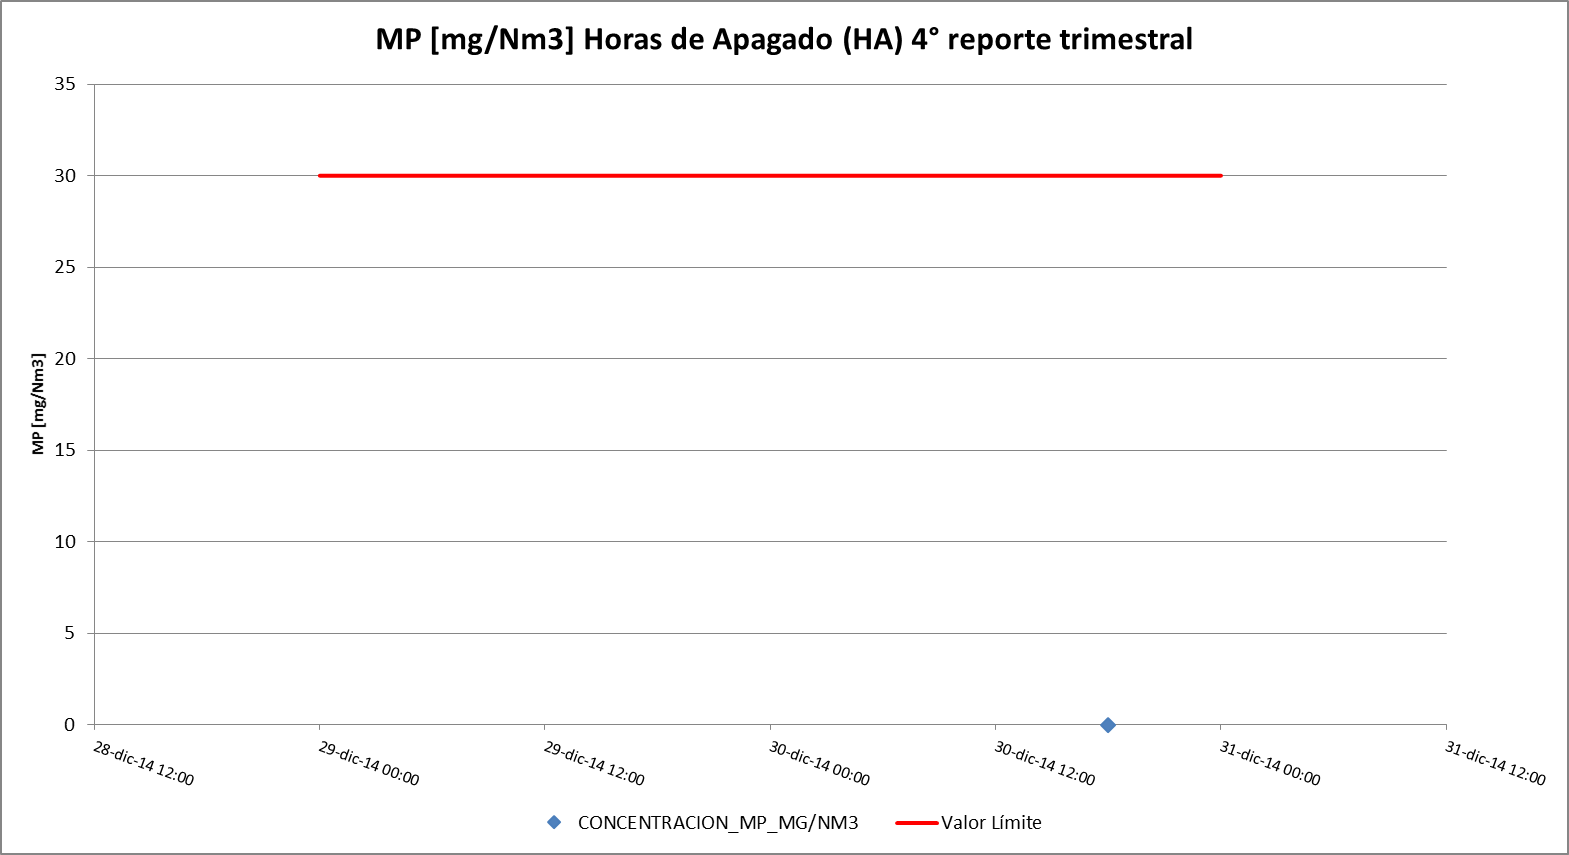 MP [mg/Nm3] Horas de Apagado (HA) 4° reporte trimestral
35
30
25
20
15
10
5
0
MP [mg/Nm3]
28-dic-14 12:00
29-dic-14 00:00
29-dic-14 12:00
30-dic-14 00:00
30-dic-14 12:00
31-dic-14 00:00
31-dic-14 12:00
CONCENTRACION_MP_MG/NM3
Valor Límite